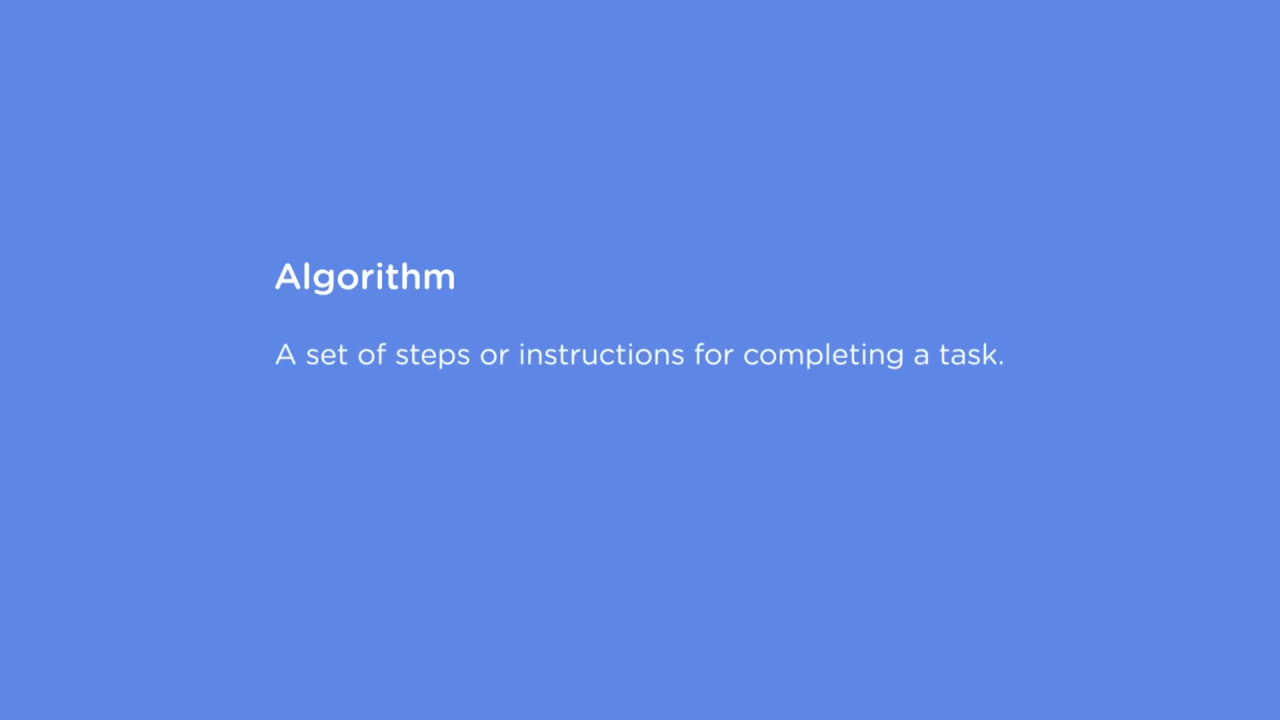 Algorithm
A set of steps or instructions for completing a task.